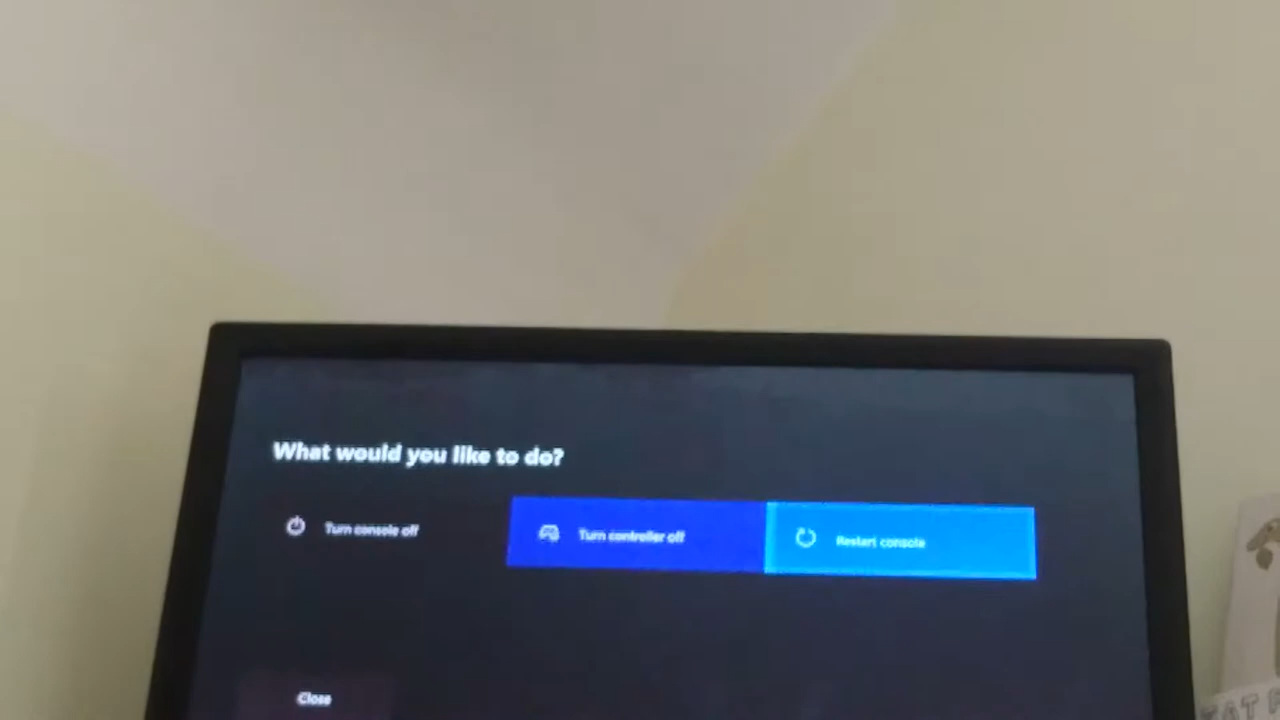 What would you like to do?
Turn console off
Turn controller off
Restart console
Close